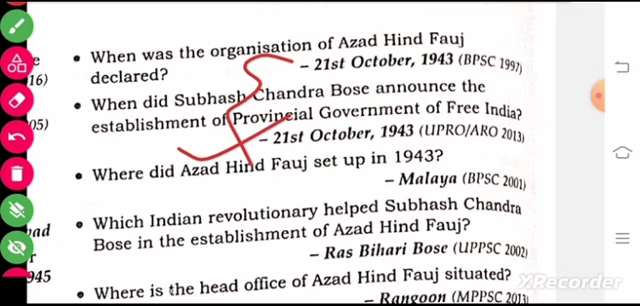 • When was the organisation of Azad Hind Fauj
declared?
– 21st October, 1943 (BPSC 1997)
• When did Subhash Chandra Bose announce the
establishment of Provincial Government of Free India?
– 21st October, 1943 (UPRO/ARO 2013)
• Where did Azad Hind Fauj set up in 1943?
– Malaya (BPSC 2001)
• Which Indian revolutionary helped Subhash Chandra
Bose in the establishment of Azad Hind Fauj?
– Ras Bihari Bose (UPPSC 2002)
• Where is the head office of Azad Hind Fauj situated?
– Rangoon (MPPSC 2013)
16)
05)
945
XRecorder